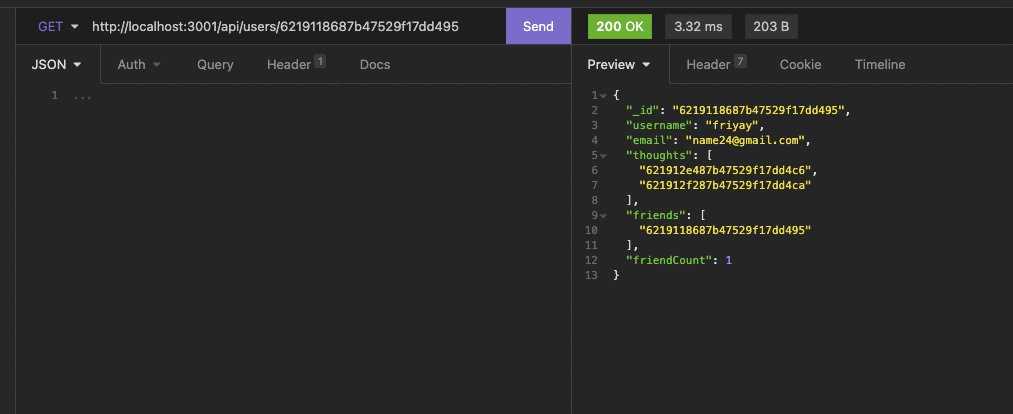 GET http://localhost:3001/api/users/6219118687b47529f17dd495 Send
200 OK 3.32 ms 203 B
JSON Auth Query Header 1 Docs
Preview Header 7 Cookie Timeline
1 ...
1 {
2 "_id": "6219118687b47529f17dd495",
3 "username": "friyay",
4 "email": "name24@gmail.com",
5 "thoughts": [
6 "621912e487b47529f17dd4c6",
7 "621912f287b47529f17dd4ca"
8 ],
9 "friends": [
10 "6219118687b47529f17dd495"
11 ],
12 "friendCount": 1
13 }